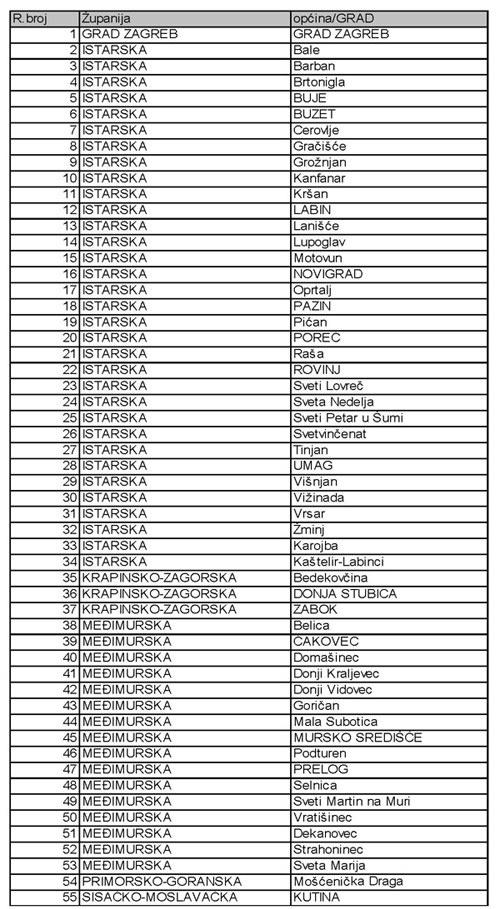 R.broj Županija općina/GRAD
1 GRAD ZAGREB GRAD ZAGREB
2 ISTARSKA Bale
3 ISTARSKA Barban
4 ISTARSKA Brtonigla
5 ISTARSKA BUJE
6 ISTARSKA BUZET
7 ISTARSKA Cerovlje
8 ISTARSKA Gračišće
9 ISTARSKA Grožnjan
10 ISTARSKA Kanfanar
11 ISTARSKA Kršan
12 ISTARSKA LABIN
13 ISTARSKA Lanišće
14 ISTARSKA Lupoglav
15 ISTARSKA Motovun
16 ISTARSKA NOVIGRAD
17 ISTARSKA Oprtalj
18 ISTARSKA PAZIN
19 ISTARSKA Pićan
20 ISTARSKA POREČ
21 ISTARSKA Raša
22 ISTARSKA ROVINJ
23 ISTARSKA Sveti Lovreč
24 ISTARSKA Sveta Nedelja
25 ISTARSKA Sveti Petar u Šumi
26 ISTARSKA Svetvinčenat
27 ISTARSKA Tinjan
28 ISTARSKA UMAG
29 ISTARSKA Višnjan
30 ISTARSKA Vižinada
31 ISTARSKA Vrsar
32 ISTARSKA Žminj
33 ISTARSKA Karojba
34 ISTARSKA Kaštelir-Labinci
35 KRAPINSKO-ZAGORSKA Bedekovčina
36 KRAPINSKO-ZAGORSKA DONJA STUBICA
37 KRAPINSKO-ZAGORSKA ZABOK
38 MEĐIMURSKA Belica
39 MEĐIMURSKA ČAKOVEC
40 MEĐIMURSKA Domašinec
41 MEĐIMURSKA Donji Kraljevec
42 MEĐIMURSKA Donji Vidovec
43 MEĐIMURSKA Goričan
44 MEĐIMURSKA Mala Subotica
45 MEĐIMURSKA MURSKO SREDIŠĆE
46 MEĐIMURSKA Podturen
47 MEĐIMURSKA PRELOG
48 MEĐIMURSKA Selnica
49 MEĐIMURSKA Sveti Martin na Muri
50 MEĐIMURSKA Vratišinec
51 MEĐIMURSKA Dekanovec
52 MEĐIMURSKA Strahoninec
53 MEĐIMURSKA Sveta Marija
54 PRIMORSKO-GORANSKA Mošćenička Draga
55 SISAČKO-MOSLAVAČKA KUTINA